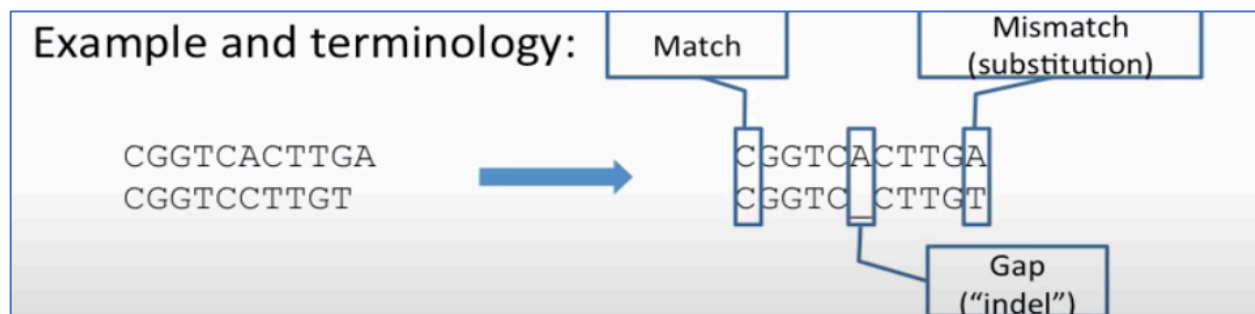 Example and terminology:
Match
Mismatch
(substitution)
CGGTCACTTGA
CGGTCCTTGT
CGGTCACTTGA
CGGTC_CTTGT
Gap
(“indel”)